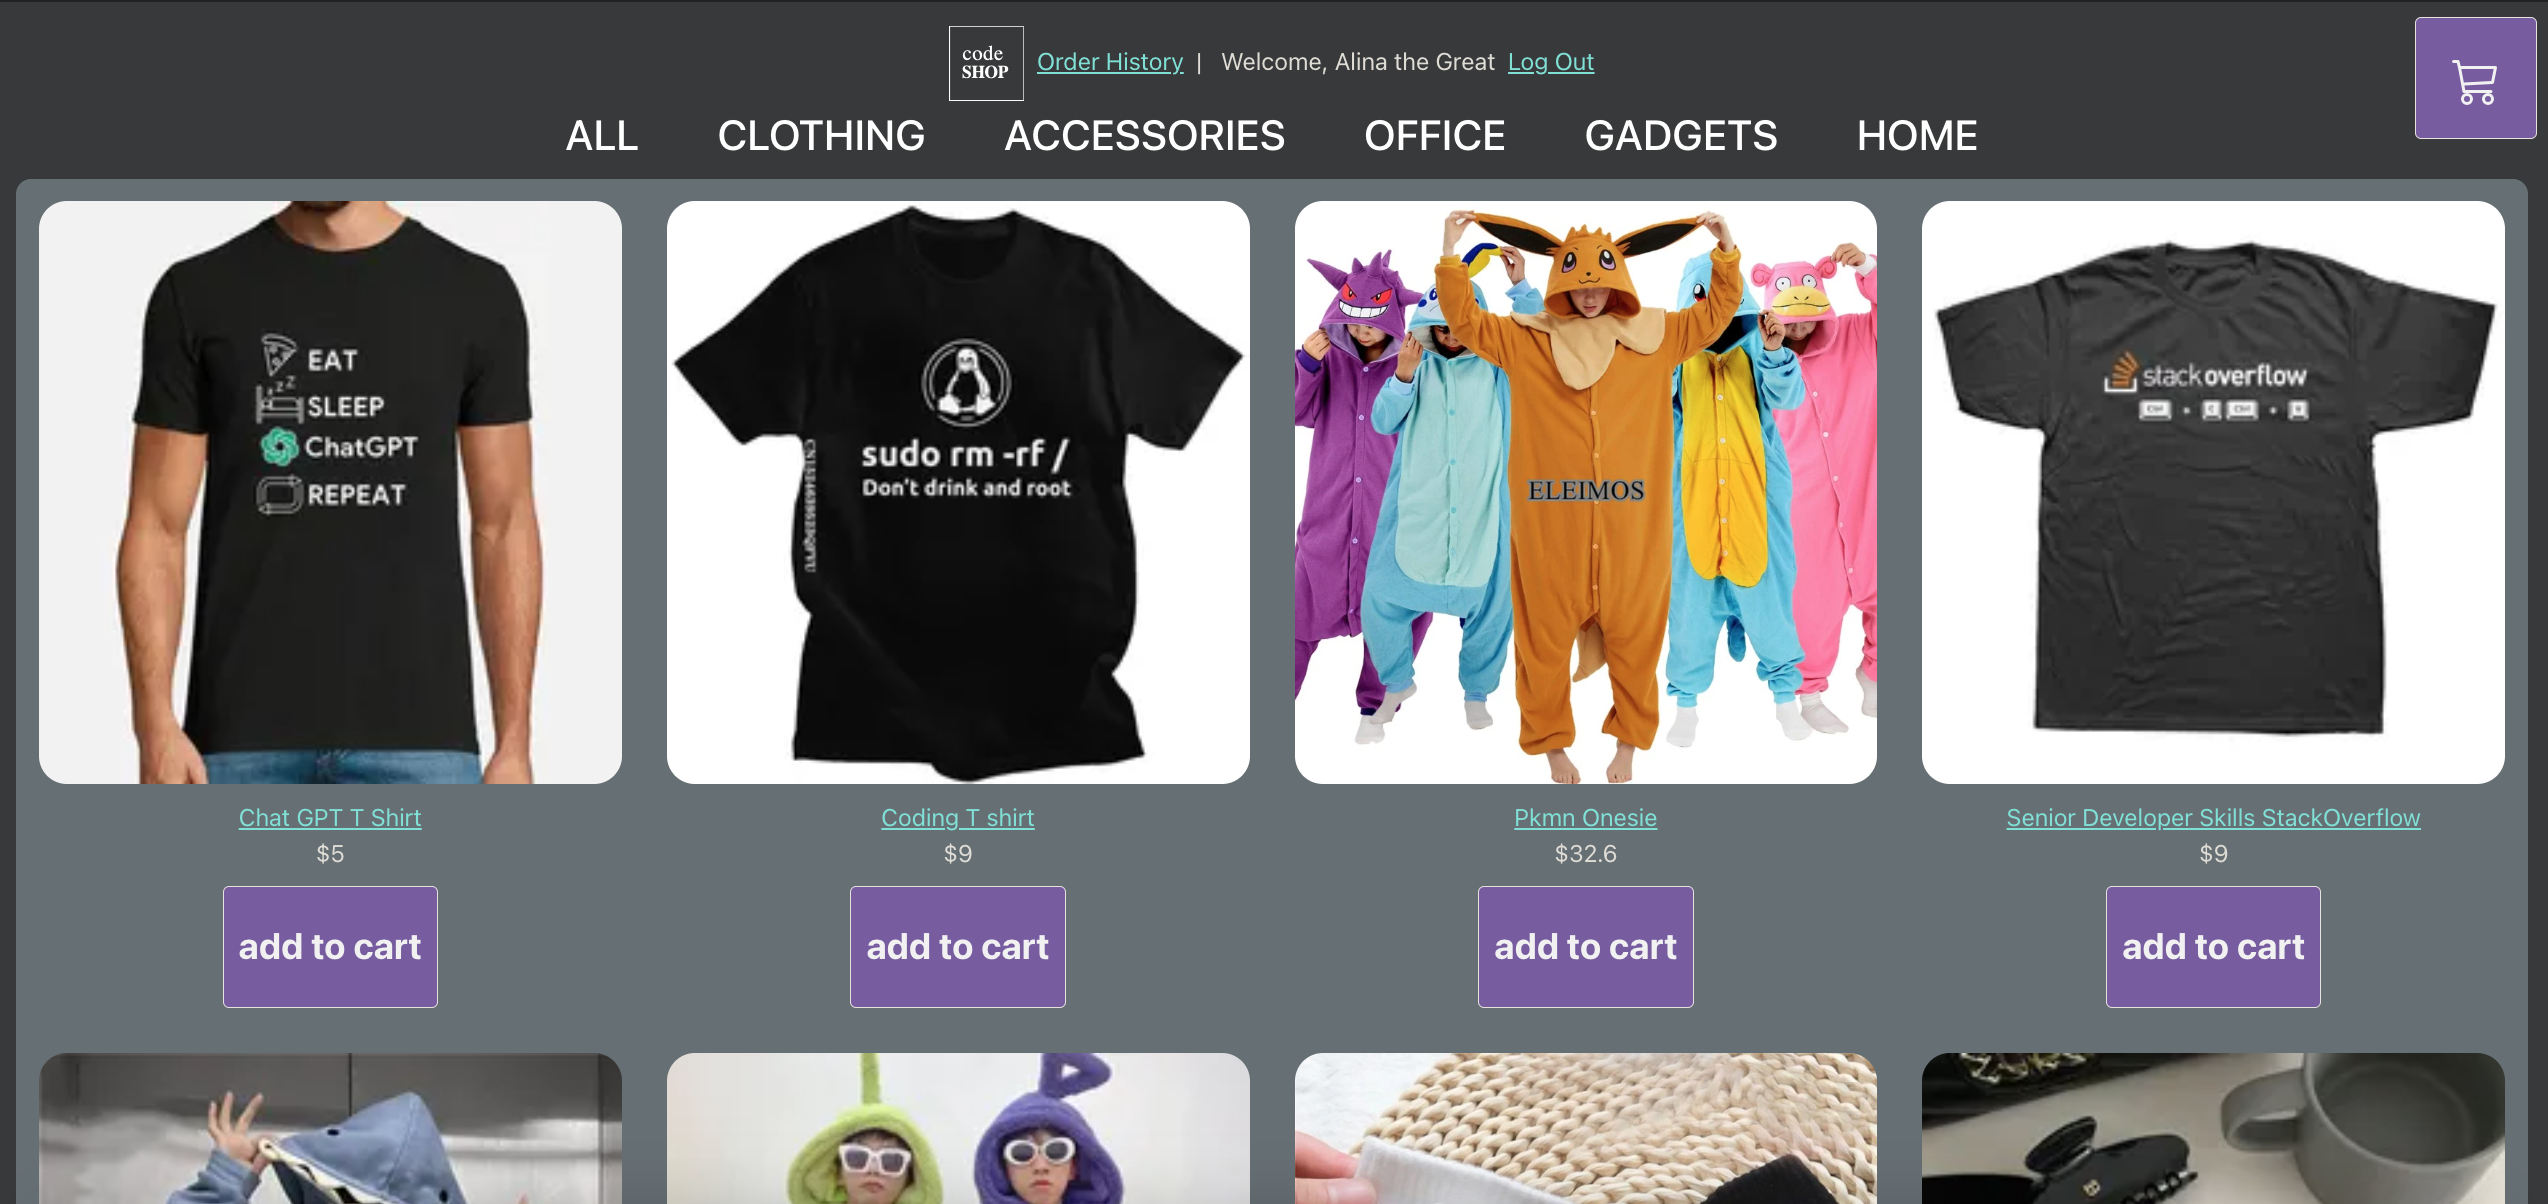 code
SHOP
Order History | Welcome, Alina the Great Log Out
ALL CLOTHING ACCESSORIES OFFICE GADGETS HOME
EAT
SLEEP
ChatGPT
REPEAT
sudo rm -rf /
Don't drink and root
ELEIMOS
stackoverflow
Chat GPT T Shirt
$5
add to cart
Coding T shirt
$9
add to cart
Pkmn Onesie
$32.6
add to cart
Senior Developer Skills StackOverflow
$9
add to cart